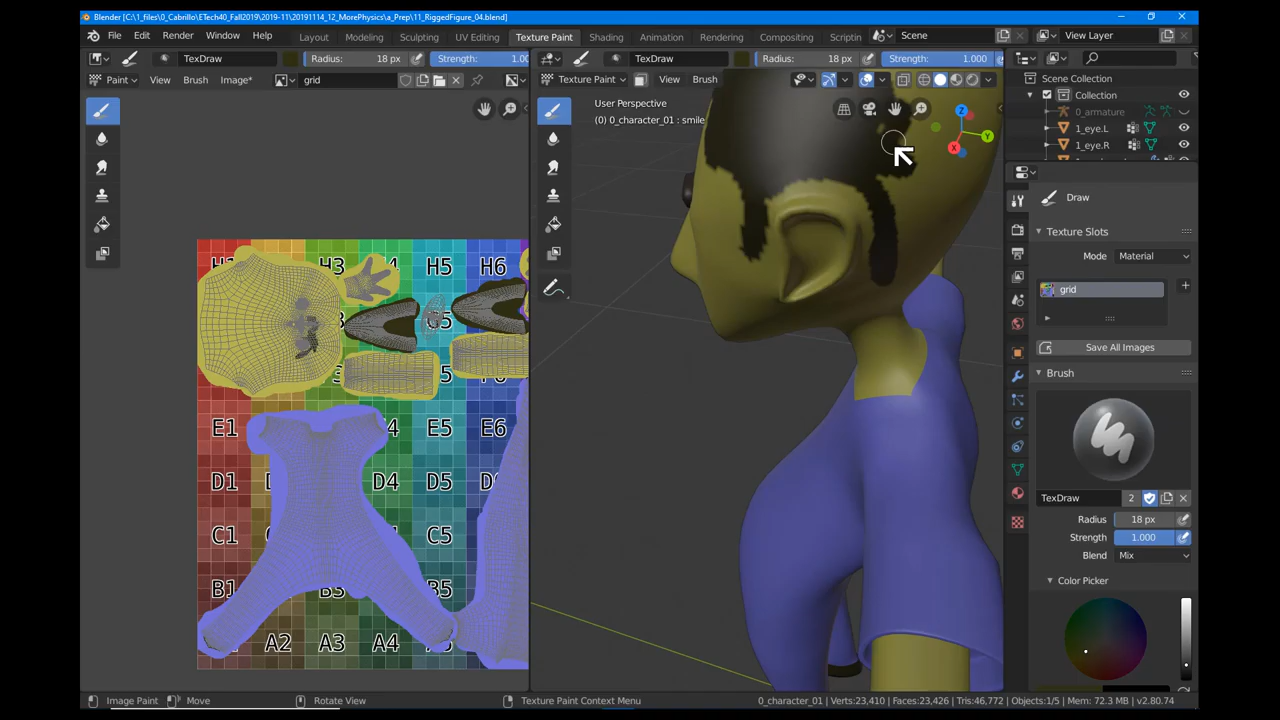 Blender [C:\1_files\0_Cabrillo\ETech40_Fall2019\2019-11\20191114_12_MorePhysics\a_Prep\11_RiggedFigure_04.blend]
File Edit Render Window Help Layout Modeling Sculpting UV Editing Texture Paint Shading Animation Rendering Compositing Scriptin Scene View Layer
TexDraw Radius 18 px Strength: 1.00 TexDraw Radius 18 px Strength: 1.000
Paint View Brush Image* grid Texture Paint View Brush
Scene Collection
Collection
0_armature
1_eye.L
1_eye.R
User Perspective
(0) 0_character_01 : smile
Draw
Texture Slots
Mode Material
grid
Save All Images
Brush
TexDraw 2
Radius 18 px
Strength 1.000
Blend Mix
Color Picker
H3 H5 H6
E1 E5 E6
D1 D4 D5
C1 C5
B1
A2 A3 A4
Image Paint Move Rotate View Texture Paint Context Menu 0_character_01 | Verts:23,410 | Faces:23,426 | Tris:46,772 | Objects:1/5 | Mem: 72.3 MB | v2.80.74